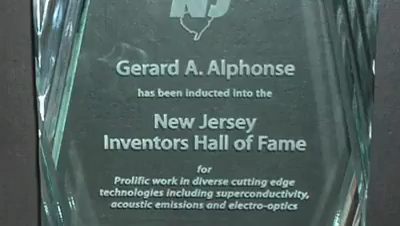 NJ
Gerard A. Alphonse
has been inducted into the
New Jersey
Inventors Hall of Fame
for
Prolific work in diverse cutting edge
technologies including superconductivity,
acoustic emissions and electro-optics